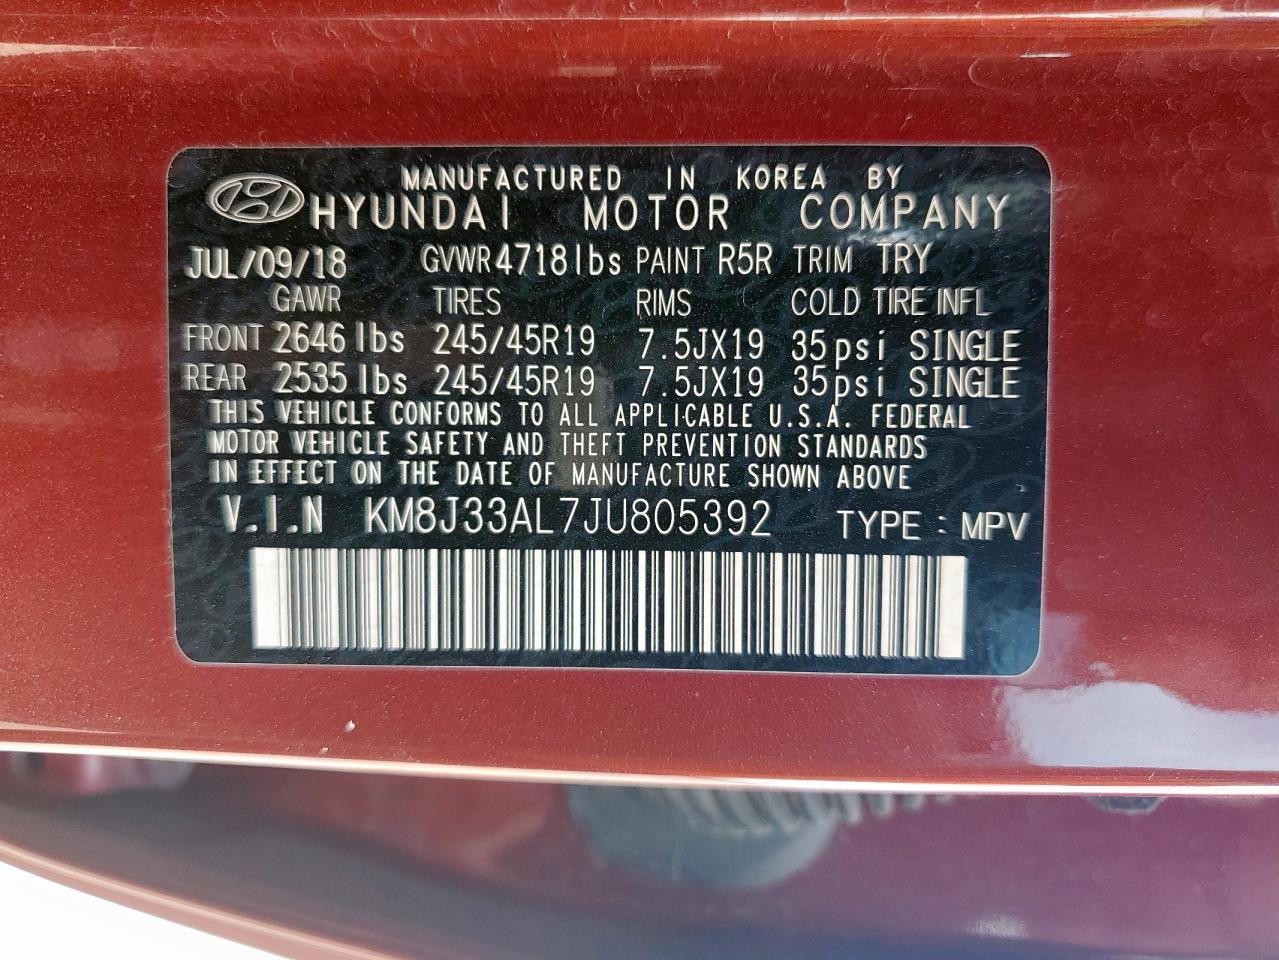 MANUFACTURED IN KOREA BY
HYUNDAI MOTOR COMPANY
JUL/09/18 GVWR 4718lbs PAINT R5R TRIM TRY
GAWR TIRES RIMS COLD TIRE INFL
FRONT 2646 lbs 245/45R19 7.5JX19 35psi SINGLE
REAR 2535 lbs 245/45R19 7.5JX19 35psi SINGLE
THIS VEHICLE CONFORMS TO ALL APPLICABLE U.S.A. FEDERAL
MOTOR VEHICLE SAFETY AND THEFT PREVENTION STANDARDS
IN EFFECT ON THE DATE OF MANUFACTURE SHOWN ABOVE
V.I.N KM8J33AL7JU805392 TYPE : MPV